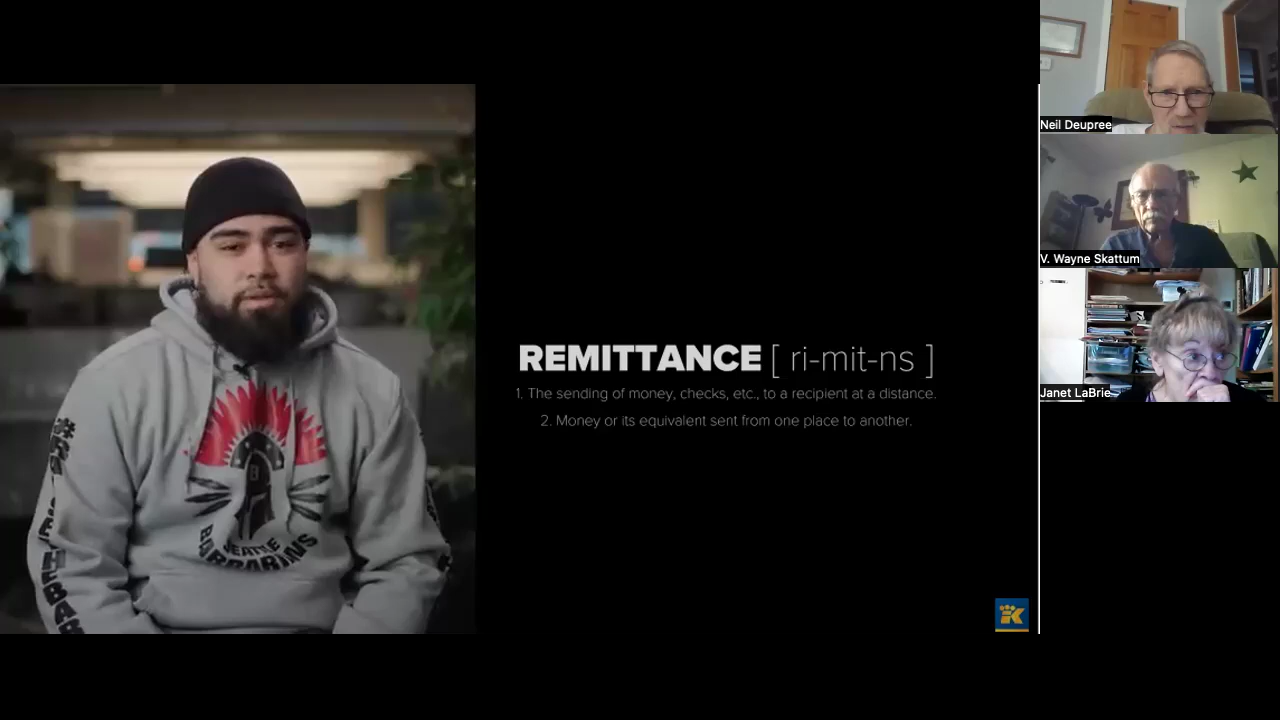 REMITTANCE [ ri-mit-ns ]
1. The sending of money, checks, etc., to a recipient at a distance.
2. Money or its equivalent sent from one place to another.
SEATTLE
BARBARIANS
K
Neil Deupree
V. Wayne Skattum
Janet LaBrie